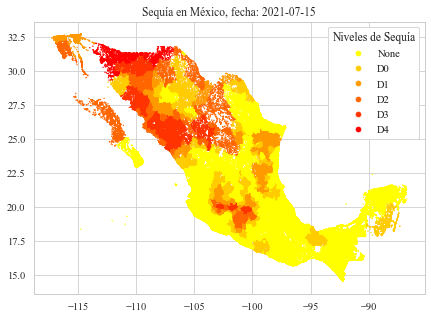 Sequía en México, fecha: 2021-07-15
Niveles de Sequía
None
D0
D1
D2
D3
D4
32.5
30.0
27.5
25.0
22.5
20.0
17.5
15.0
−115
−110
−105
−100
−95
−90